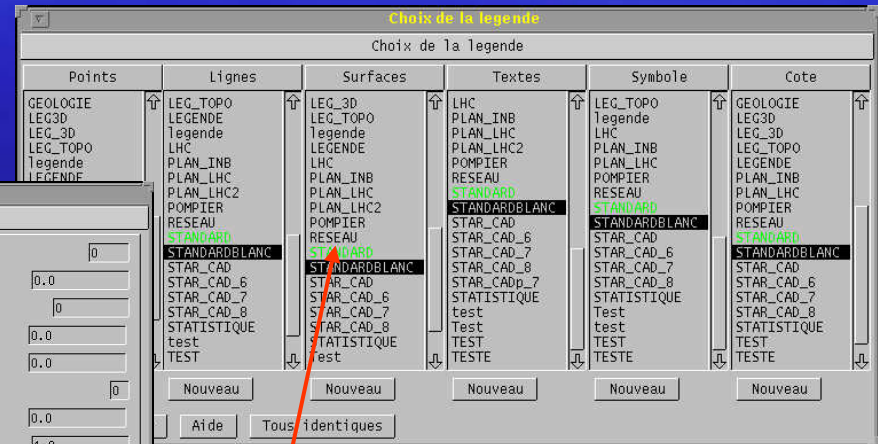 Choix de la legende
Choix de la legende
Points
GEOLOGIE
LEG3D
LEG_3D
LEG_TOPO
legende
LEGENDE
Lignes
LEG_TOPO
LEGENDE
legende
LHC
PLAN_INB
PLAN_LHC
PLAN_LHC2
POMPIER
RESEAU
STANDARD
STANDARDBLANC
STAR_CAD
STAR_CAD_6
STAR_CAD_7
STAR_CAD_8
STATISTIQUE
test
TEST
Nouveau
Surfaces
LEG_3D
LEG_TOPO
legende
LEGENDE
LHC
PLAN_INB
PLAN_LHC
PLAN_LHC2
POMPIER
RESEAU
STANDARD
STANDARDBLANC
STAR_CAD
STAR_CAD_6
STAR_CAD_7
STAR_CAD_8
STATISTIQUE
Test
Nouveau
Textes
LHC
PLAN_INB
PLAN_LHC
PLAN_LHC2
POMPIER
RESEAU
STANDARD
STANDARDBLANC
STAR_CAD
STAR_CAD_6
STAR_CAD_7
STAR_CAD_8
STAR_CADp_7
STATISTIQUE
test
Test
TEST
TESTE
Nouveau
Symbole
LEG_TOPO
legende
LHC
PLAN_INB
PLAN_LHC
POMPIER
RESEAU
STANDARD
STANDARDBLANC
STAR_CAD
STAR_CAD_6
STAR_CAD_7
STAR_CAD_8
STATISTIQUE
Test
test
TEST
TESTE
Nouveau
Cote
GEOLOGIE
LEG3D
LEG_3D
LEG_TOPO
LEGENDE
PLAN_INB
PLAN_LHC
POMPIER
RESEAU
STANDARD
STANDARDBLANC
STAR_CAD
STAR_CAD_6
STAR_CAD_7
STAR_CAD_8
STATISTIQUE
TEST
TESTE
Nouveau
0
0.0
0
0.0
0.0
0
0.0
Aide
Tous identiques